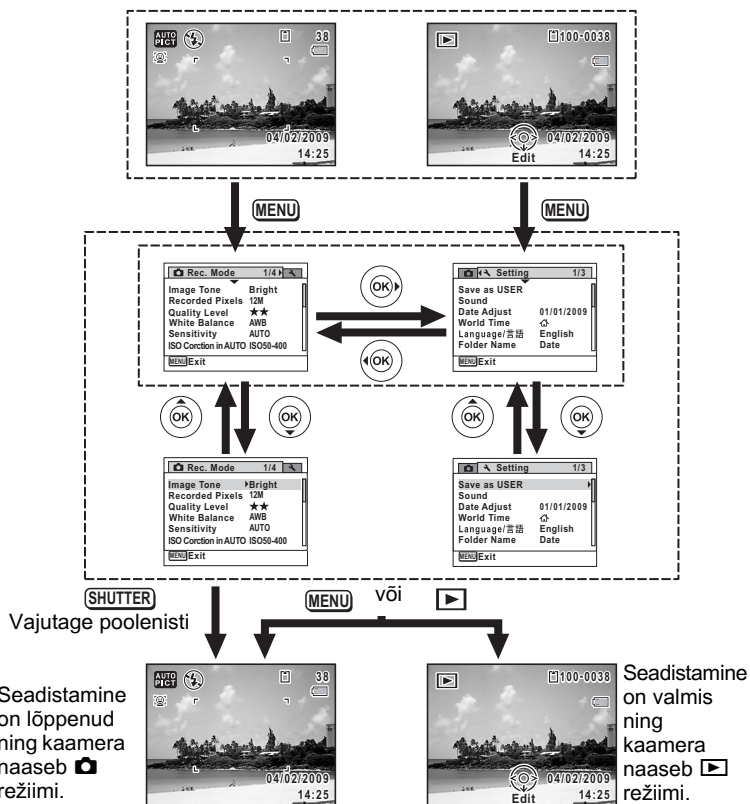 AUTO PICT 38
04/02/2009
14:25
100-0038
Edit 04/02/2009
14:25
MENU
MENU
Rec. Mode 1/4
Image Tone Bright
Recorded Pixels 12M
Quality Level ★★
White Balance AWB
Sensitivity AUTO
ISO Corction in AUTO ISO50-400
MENU Exit
OK
OK
Setting 1/3
Save as USER
Sound
Date Adjust 01/01/2009
World Time
Language/言語 English
Folder Name Date
MENU Exit
OK
OK
OK
OK
Rec. Mode 1/4
Image Tone Bright
Recorded Pixels 12M
Quality Level ★★
White Balance AWB
Sensitivity AUTO
ISO Corction in AUTO ISO50-400
MENU Exit
Setting 1/3
Save as USER
Sound
Date Adjust 01/01/2009
World Time
Language/言語 English
Folder Name Date
MENU Exit
SHUTTER
Vajutage poolenisti
MENU või
Seadistamine
on lõppenud
ning kaamera
naaseb
režiimi.
AUTO PICT 38
04/02/2009
14:25
100-0038
Edit 04/02/2009
14:25
Seadistamine
on valmis
ning
kaamera
naaseb
režiimi.